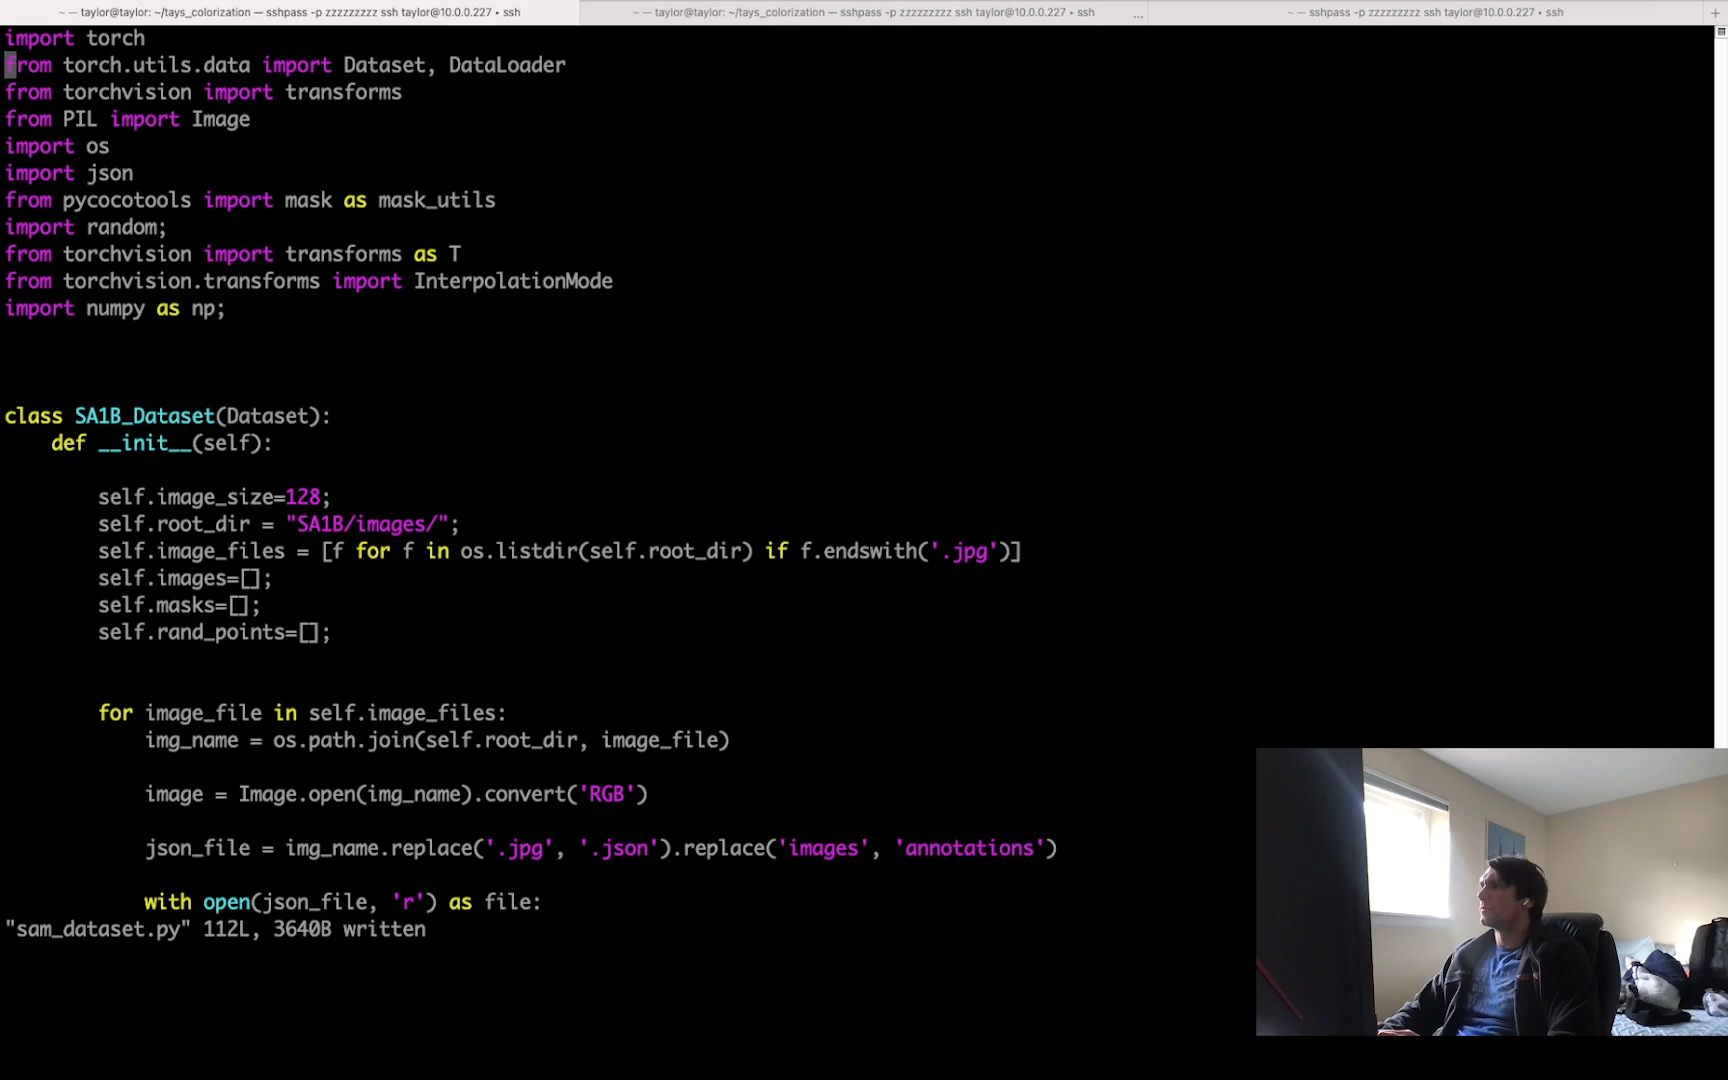 ~ — taylor@taylor: ~/tays_colorization — sshpass -p zzzzzzzzz ssh taylor@10.0.0.227 ▸ ssh
~ — taylor@taylor: ~/tays_colorization — sshpass -p zzzzzzzzz ssh taylor@10.0.0.227 ▸ ssh ...
~ — sshpass -p zzzzzzzzz ssh taylor@10.0.0.227 ▸ ssh +
import torch
from torch.utils.data import Dataset, DataLoader
from torchvision import transforms
from PIL import Image
import os
import json
from pycocotools import mask as mask_utils
import random;
from torchvision import transforms as T
from torchvision.transforms import InterpolationMode
import numpy as np;
class SA1B_Dataset(Dataset):
    def __init__(self):
        self.image_size=128;
        self.root_dir = "SA1B/images/";
        self.image_files = [f for f in os.listdir(self.root_dir) if f.endswith('.jpg')]
        self.images=[];
        self.masks=[];
        self.rand_points=[];
        for image_file in self.image_files:
            img_name = os.path.join(self.root_dir, image_file)
            image = Image.open(img_name).convert('RGB')
            json_file = img_name.replace('.jpg', '.json').replace('images', 'annotations')
            with open(json_file, 'r') as file:
"sam_dataset.py" 112L, 3640B written